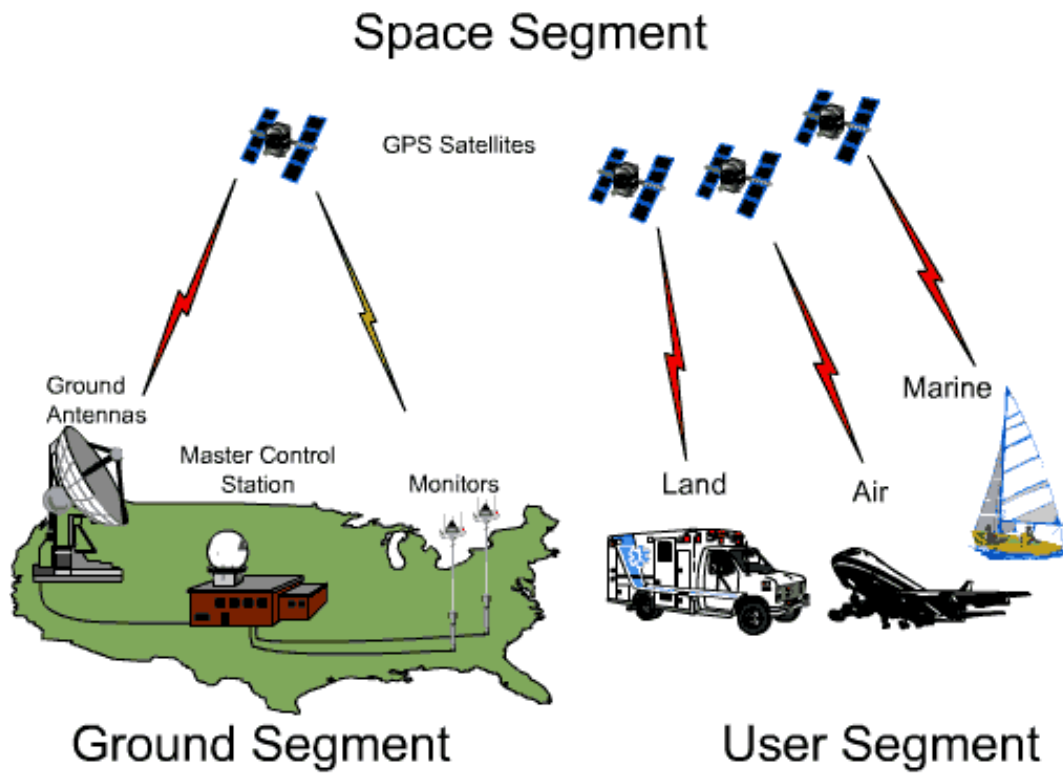 Space Segment
GPS Satellites
Ground
Antennas
Master Control
Station
Monitors
Land
Air
Marine
Ground Segment
User Segment